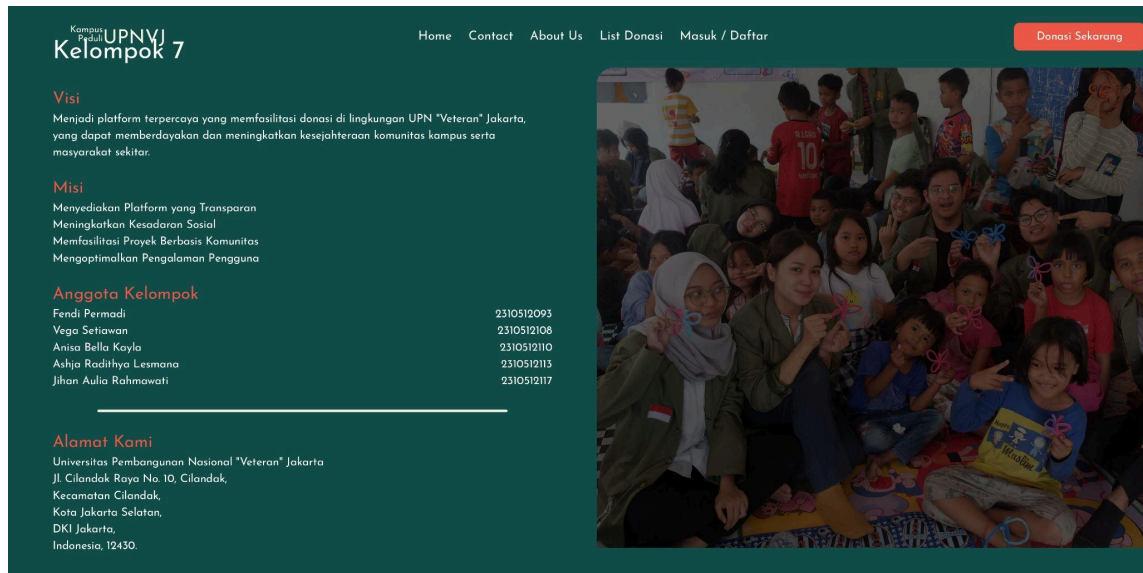 Kampus
Peduli UPNVJ
Kelompok 7
Home Contact About Us List Donasi Masuk / Daftar
Donasi Sekarang
Visi
Menjadi platform terpercaya yang memfasilitasi donasi di lingkungan UPN "Veteran" Jakarta,
yang dapat memberdayakan dan meningkatkan kesejahteraan komunitas kampus serta
masyarakat sekitar.
Misi
Menyediakan Platform yang Transparan
Meningkatkan Kesadaran Sosial
Memfasilitasi Proyek Berbasis Komunitas
Mengoptimalkan Pengalaman Pengguna
Anggota Kelompok
Fendi Permadi 2310512093
Vega Setiawan 2310512108
Anisa Bella Kayla 2310512110
Ashja Radithya Lesmana 2310512113
Jihan Aulia Rahmawati 2310512117
Alamat Kami
Universitas Pembangunan Nasional "Veteran" Jakarta
Jl. Cilandak Raya No. 10, Cilandak,
Kecamatan Cilandak,
Kota Jakarta Selatan,
DKI Jakarta,
Indonesia, 12430.
10
Muslim